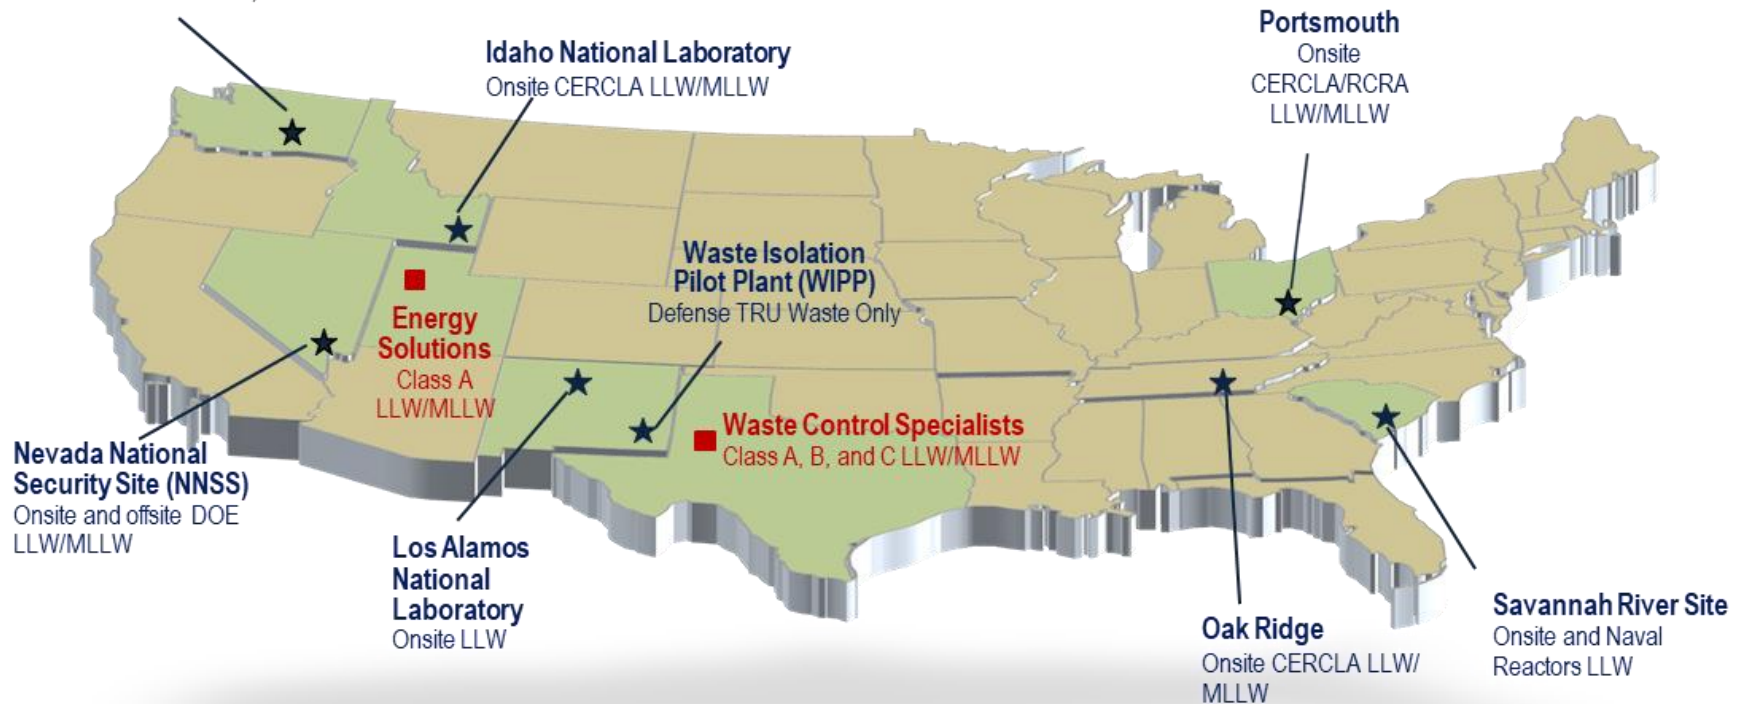 Portsmouth
Onsite
CERCLA/RCRA
LLW/MLLW
Idaho National Laboratory
Onsite CERCLA LLW/MLLW
Waste Isolation
Pilot Plant (WIPP)
Defense TRU Waste Only
Energy
Solutions
Class A
LLW/MLLW
Waste Control Specialists
Class A, B, and C LLW/MLLW
Nevada National
Security Site (NNSS)
Onsite and offsite DOE
LLW/MLLW
Los Alamos
National
Laboratory
Onsite LLW
Oak Ridge
Onsite CERCLA LLW/
MLLW
Savannah River Site
Onsite and Naval
Reactors LLW